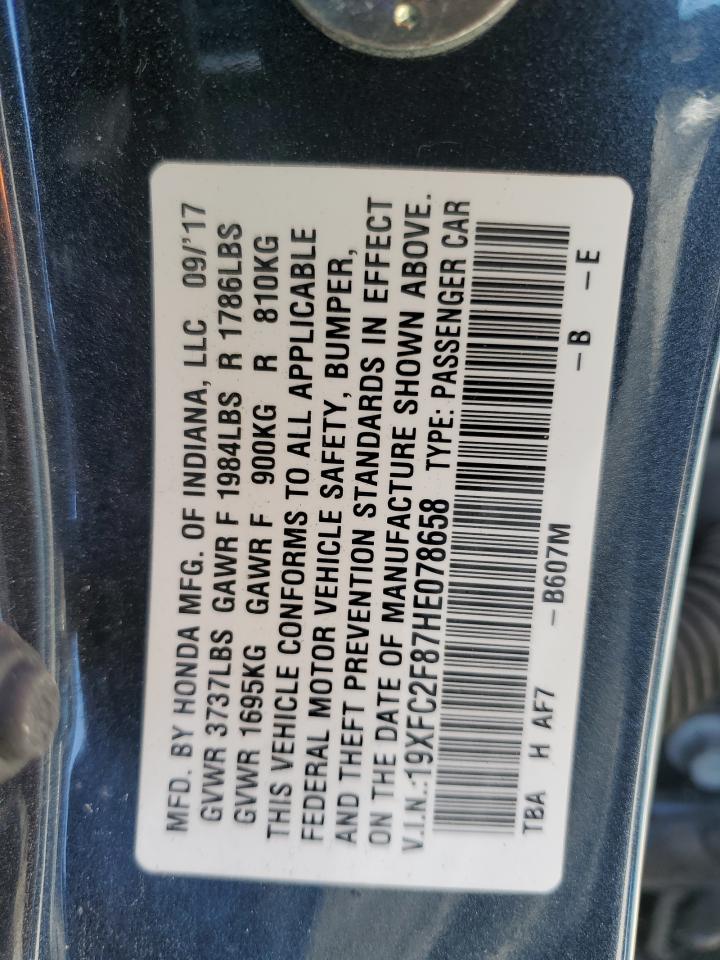 MFD. BY HONDA MFG. OF INDIANA, LLC 09/'17
GVWR 3737LBS GAWR F 1984LBS R 1786LBS
GVWR 1695KG GAWR F 900KG R 810KG
THIS VEHICLE CONFORMS TO ALL APPLICABLE
FEDERAL MOTOR VEHICLE SAFETY, BUMPER,
AND THEFT PREVENTION STANDARDS IN EFFECT
ON THE DATE OF MANUFACTURE SHOWN ABOVE.
V.I.N.:19XFC2F87HE078658 TYPE: PASSENGER CAR
TBA H AF7 -B607M -B -E